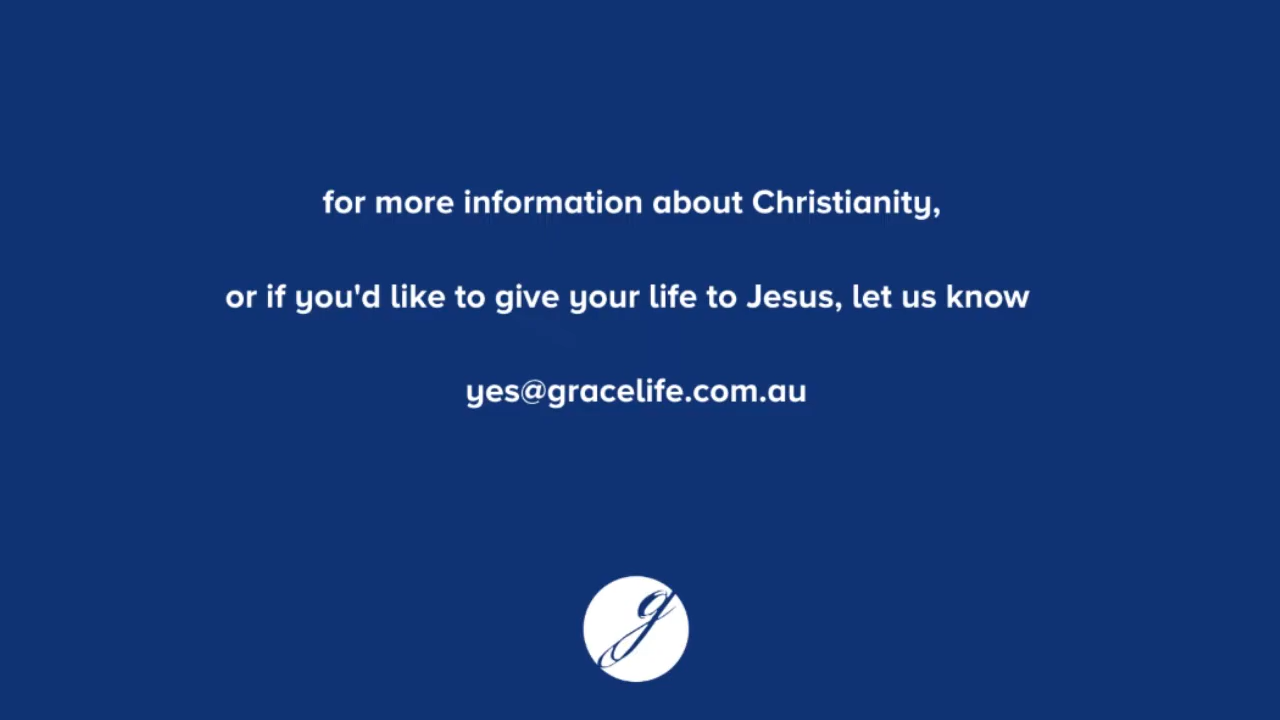 for more information about Christianity,
or if you'd like to give your life to Jesus, let us know
yes@gracelife.com.au
g